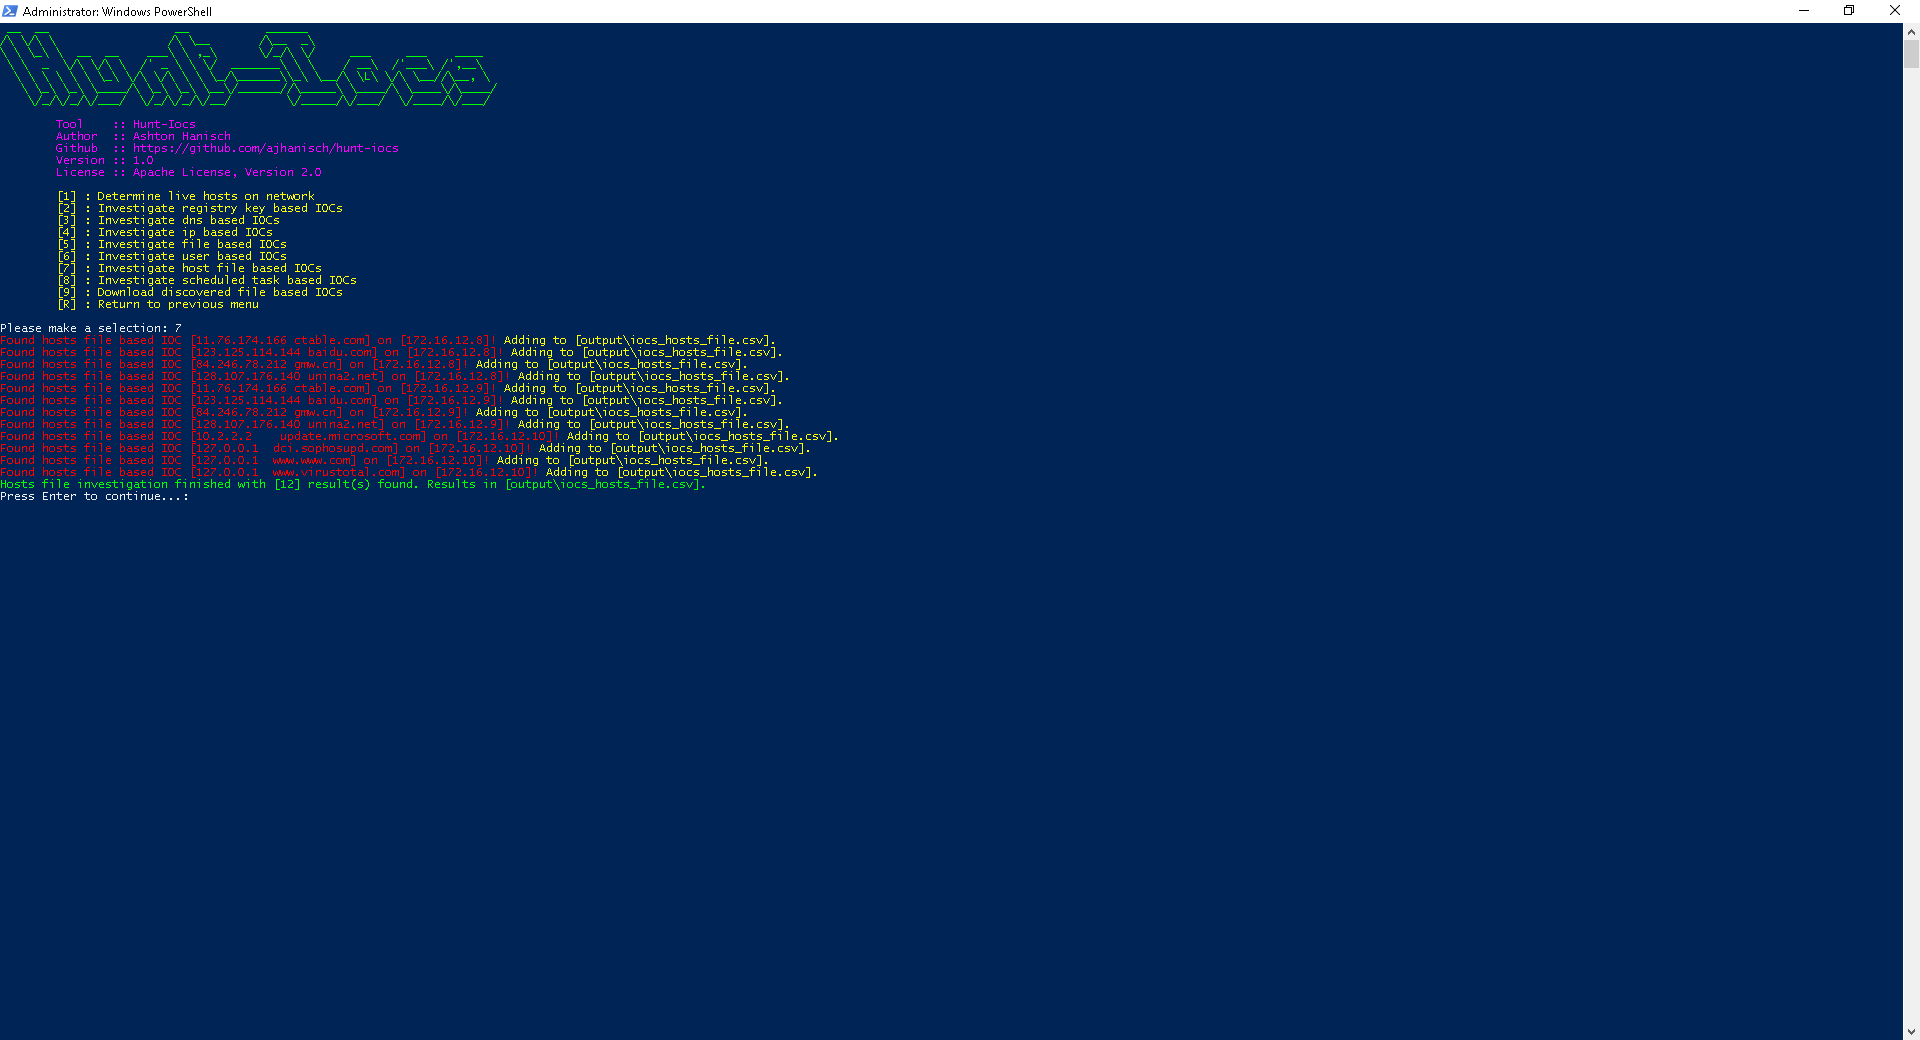 Administrator: Windows PowerShell
Tool    :: Hunt-Iocs
Author  :: Ashton Hanisch
Github  :: https://github.com/ajhanisch/hunt-iocs
Version :: 1.0
License :: Apache License, Version 2.0
[1] : Determine live hosts on network
[2] : Investigate registry key based IOCs
[3] : Investigate dns based IOCs
[4] : Investigate ip based IOCs
[5] : Investigate file based IOCs
[6] : Investigate user based IOCs
[7] : Investigate host file based IOCs
[8] : Investigate scheduled task based IOCs
[9] : Download discovered file based IOCs
[R] : Return to previous menu
Please make a selection: 7
Found hosts file based IOC [11.76.174.166 ctable.com] on [172.16.12.8]! Adding to [output\iocs_hosts_file.csv].
Found hosts file based IOC [123.125.114.144 baidu.com] on [172.16.12.8]! Adding to [output\iocs_hosts_file.csv].
Found hosts file based IOC [84.246.78.212 gmw.cn] on [172.16.12.8]! Adding to [output\iocs_hosts_file.csv].
Found hosts file based IOC [128.107.176.140 unina2.net] on [172.16.12.8]! Adding to [output\iocs_hosts_file.csv].
Found hosts file based IOC [11.76.174.166 ctable.com] on [172.16.12.9]! Adding to [output\iocs_hosts_file.csv].
Found hosts file based IOC [123.125.114.144 baidu.com] on [172.16.12.9]! Adding to [output\iocs_hosts_file.csv].
Found hosts file based IOC [84.246.78.212 gmw.cn] on [172.16.12.9]! Adding to [output\iocs_hosts_file.csv].
Found hosts file based IOC [128.107.176.140 unina2.net] on [172.16.12.9]! Adding to [output\iocs_hosts_file.csv].
Found hosts file based IOC [10.2.2.2    update.microsoft.com] on [172.16.12.10]! Adding to [output\iocs_hosts_file.csv].
Found hosts file based IOC [127.0.0.1  dci.sophosupd.com] on [172.16.12.10]! Adding to [output\iocs_hosts_file.csv].
Found hosts file based IOC [127.0.0.1  www.www.com] on [172.16.12.10]! Adding to [output\iocs_hosts_file.csv].
Found hosts file based IOC [127.0.0.1  www.virustotal.com] on [172.16.12.10]! Adding to [output\iocs_hosts_file.csv].
Hosts file investigation finished with [12] result(s) found. Results in [output\iocs_hosts_file.csv].
Press Enter to continue...: